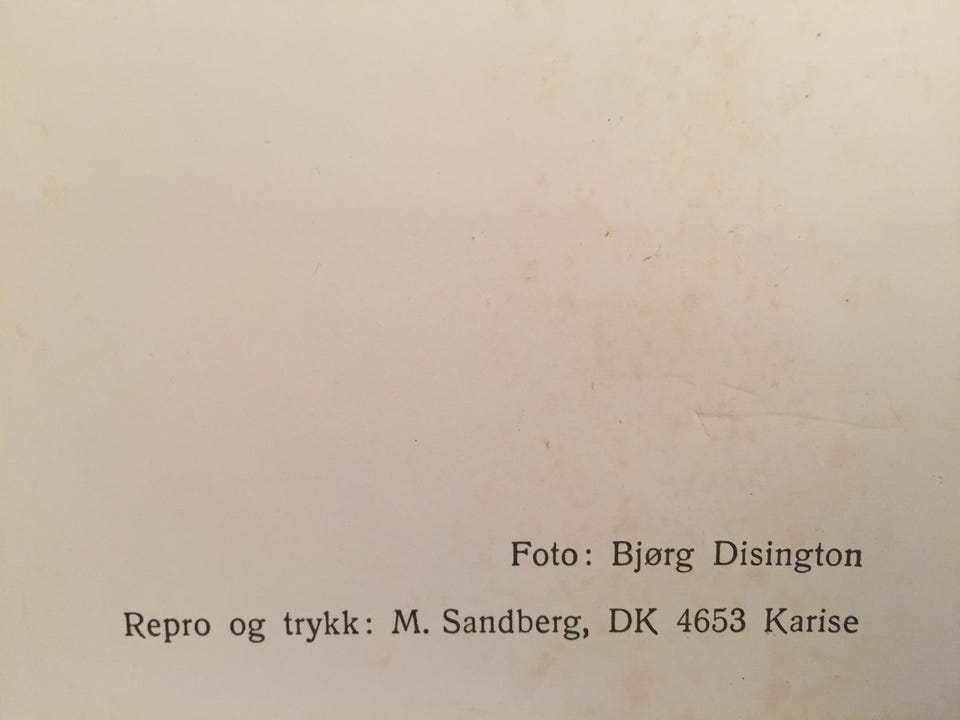 Foto: Bjørg Disington
Repro og trykk: M. Sandberg, DK 4653 Karise